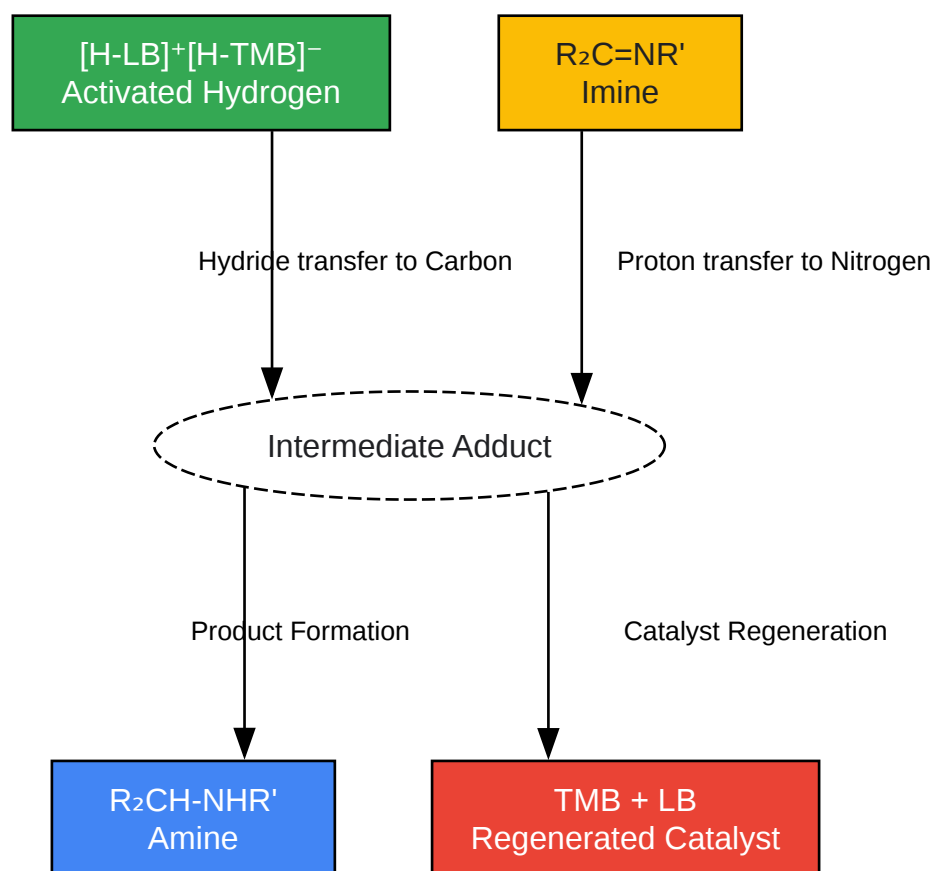 [H-LB]⁺[H-TMB]⁻
Activated Hydrogen
R₂C=NR'
Imine
Hydride transfer to Carbon
Proton transfer to Nitrogen
Intermediate Adduct
Product Formation
Catalyst Regeneration
R₂CH-NHR'
Amine
TMB + LB
Regenerated Catalyst